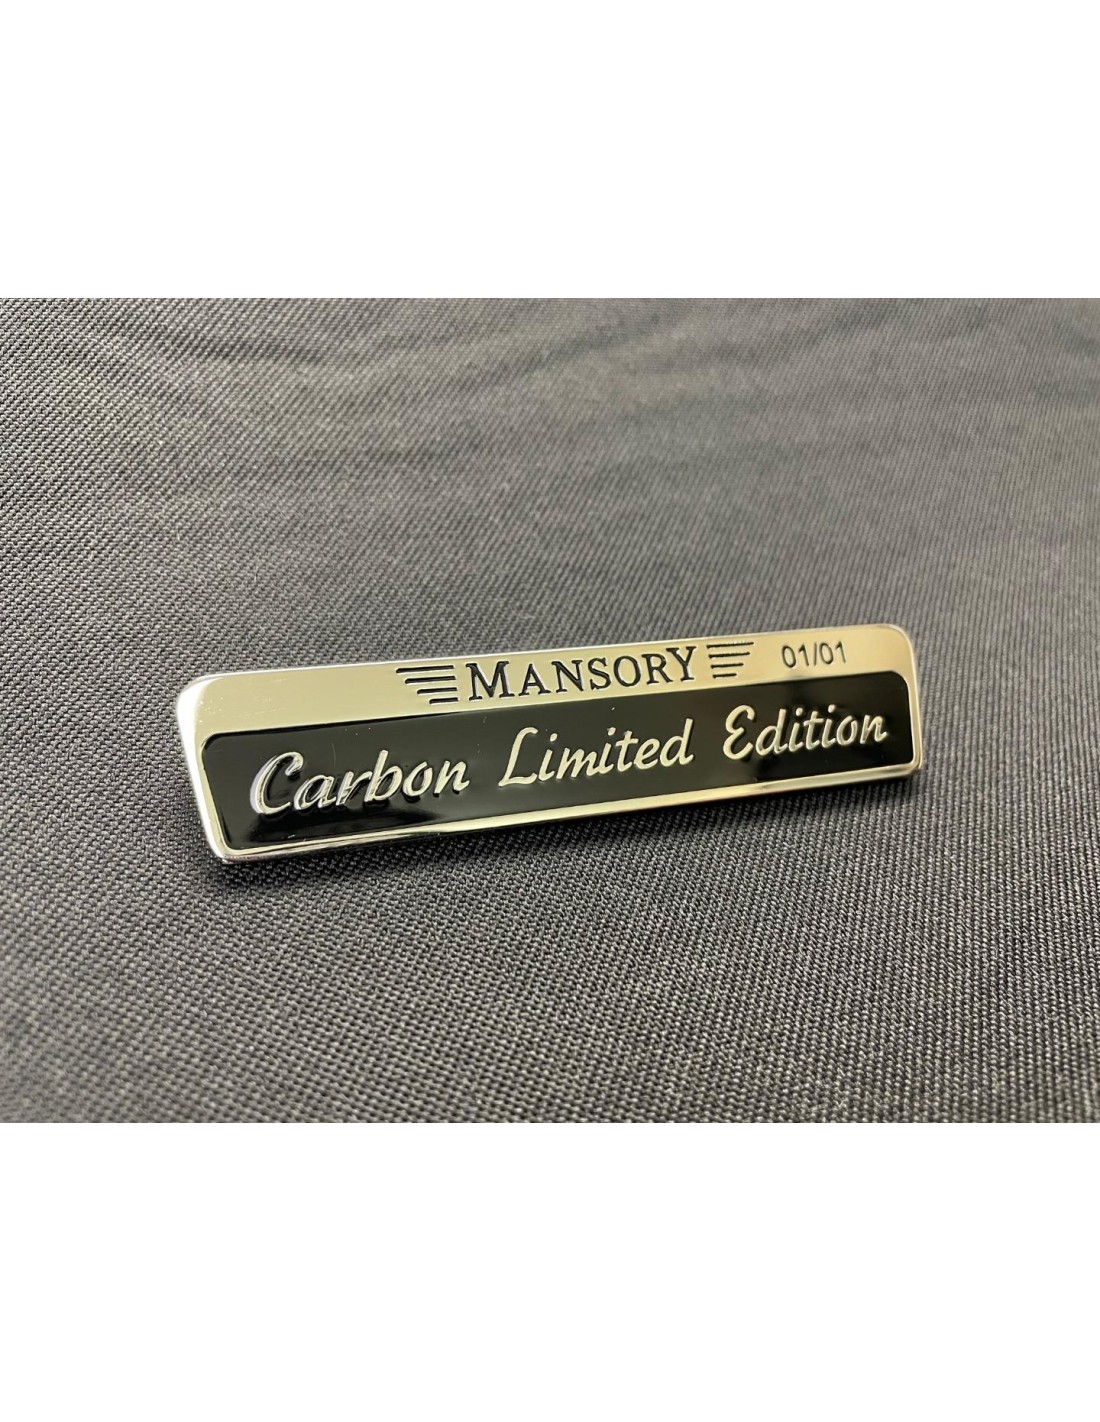 MANSORY 01/01
Carbon Limited Edition